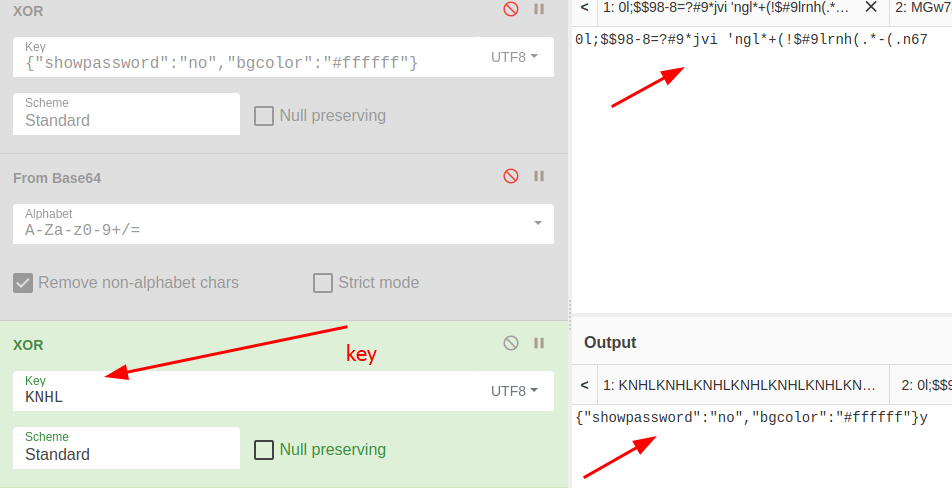 XOR
Key
{"showpassword":"no","bgcolor":"#ffffff"}
UTF8
Scheme
Standard
Null preserving
From Base64
Alphabet
A-Za-z0-9+/=
Remove non-alphabet chars
Strict mode
XOR
key
Key
KNHL
UTF8
Scheme
Standard
Null preserving
< 1: 0l;$$98-8=?#9*jvi 'ngl*+(!$#9lrnh(.*… 2: MGw7
0l;$$98-8=?#9*jvi 'ngl*+(!$#9lrnh(.*-(.n67
Output
< 1: KNHLKNHLKNHLKNHLKNHLKNHLKN… 2: 0l;$$9
{"showpassword":"no","bgcolor":"#ffffff"}y